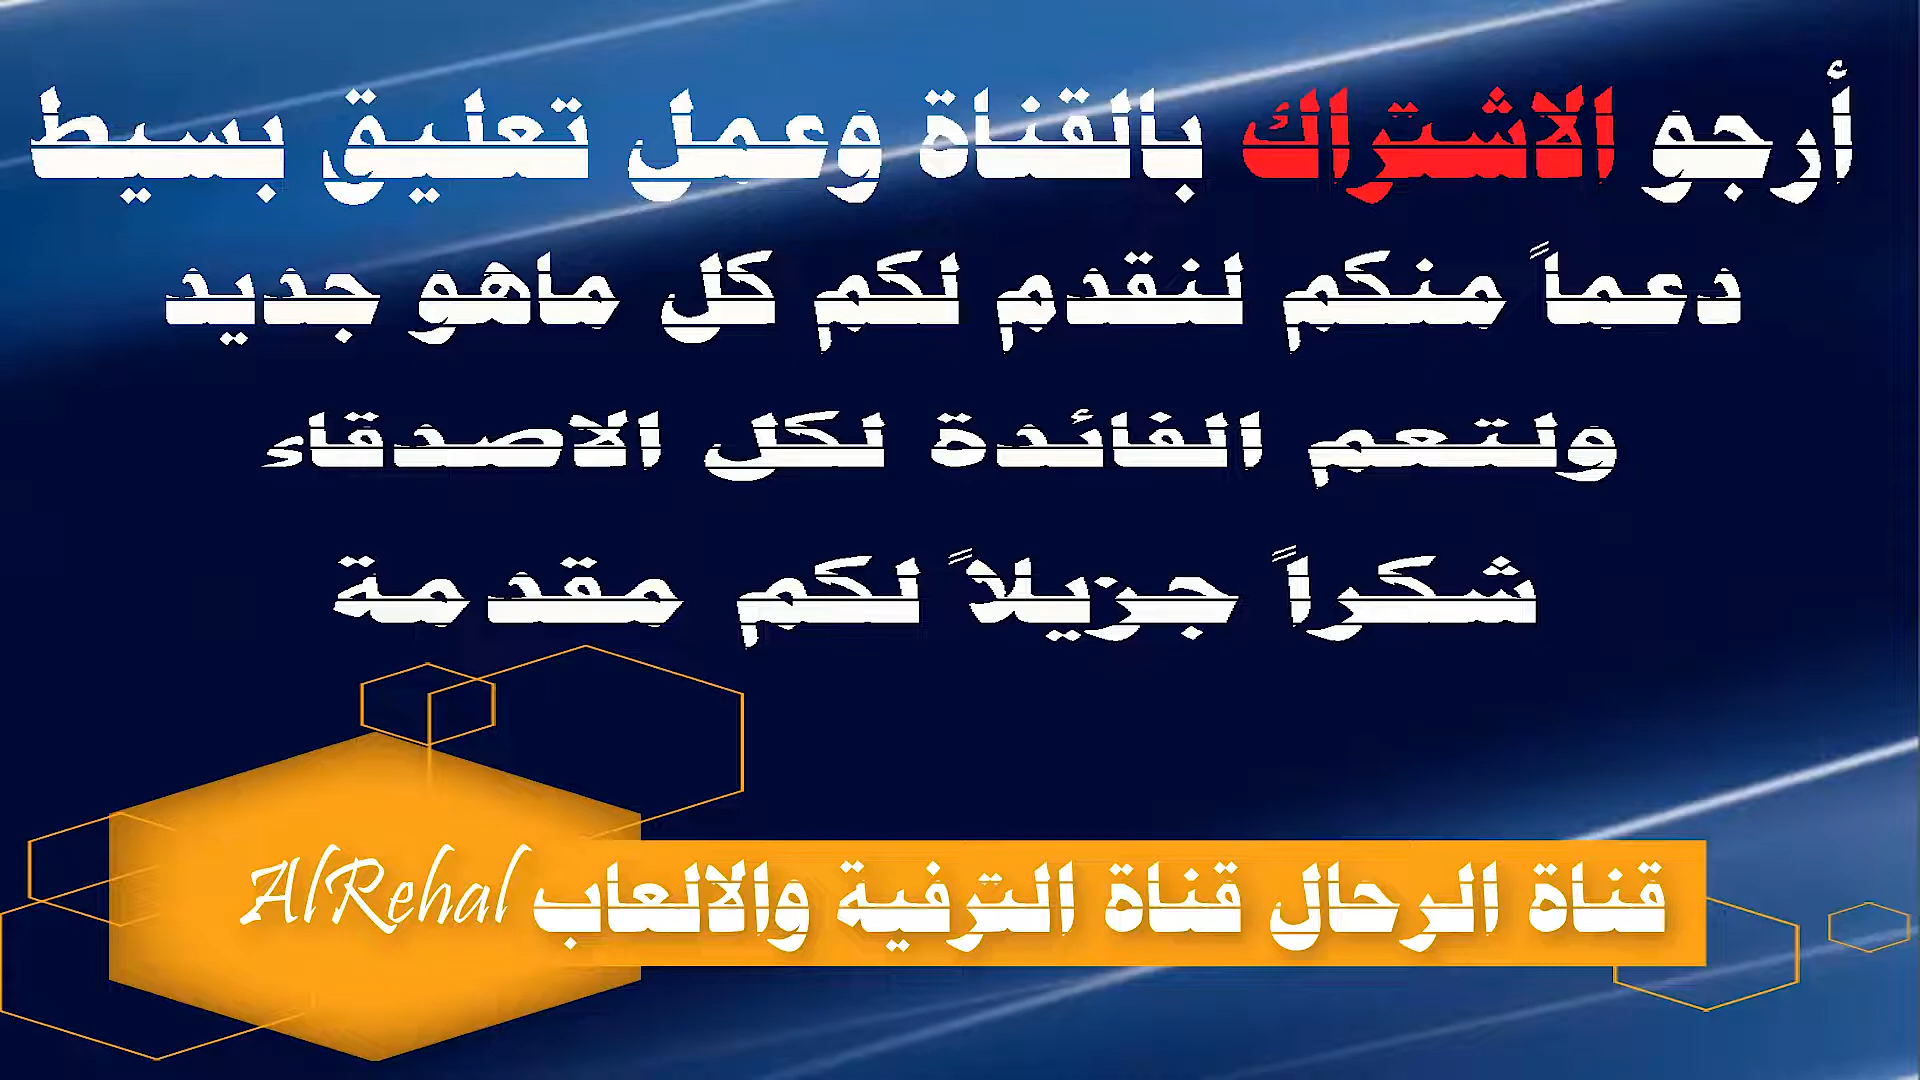 أرجو الاشتراك بالقناة وعمل تعليق بسيط
دعماً منكم لنقدم لكم كل ماهو جديد
ولتعم الفائدة لكل الاصدقاء
شكراً جزيلاً لكم مقدمة
قناة الرحال قناة الترفية والالعاب AlRehal